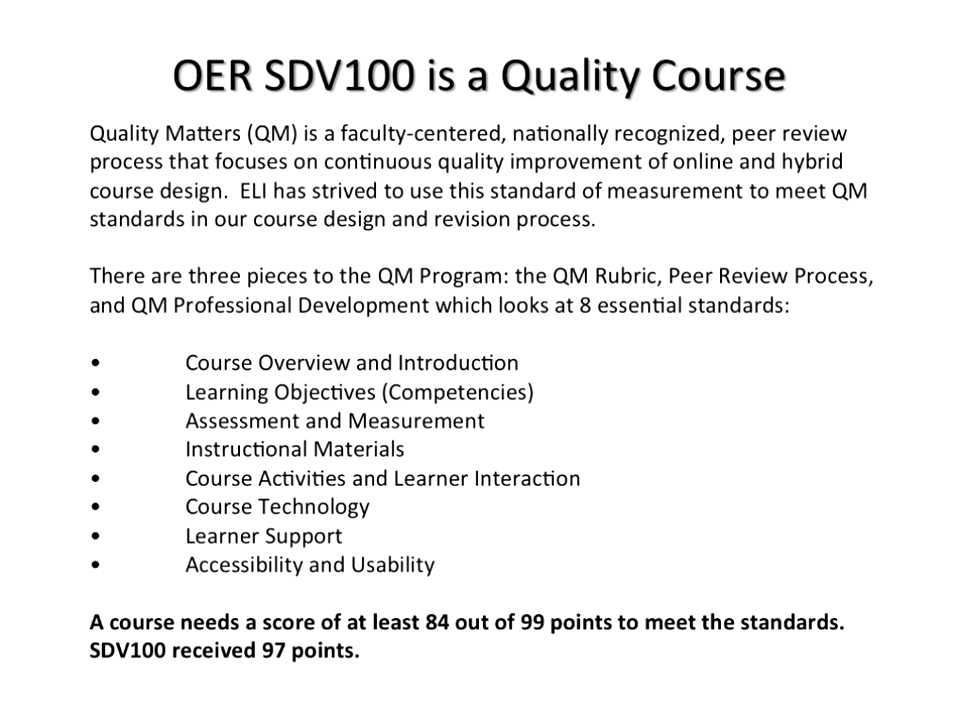 OER SDV100 is a Quality Course
Quality Matters (QM) is a faculty-centered, nationally recognized, peer review
process that focuses on continuous quality improvement of online and hybrid
course design.  ELI has strived to use this standard of measurement to meet QM
standards in our course design and revision process.
There are three pieces to the QM Program: the QM Rubric, Peer Review Process,
and QM Professional Development which looks at 8 essential standards:
• Course Overview and Introduction
• Learning Objectives (Competencies)
• Assessment and Measurement
• Instructional Materials
• Course Activities and Learner Interaction
• Course Technology
• Learner Support
• Accessibility and Usability
A course needs a score of at least 84 out of 99 points to meet the standards.
SDV100 received 97 points.